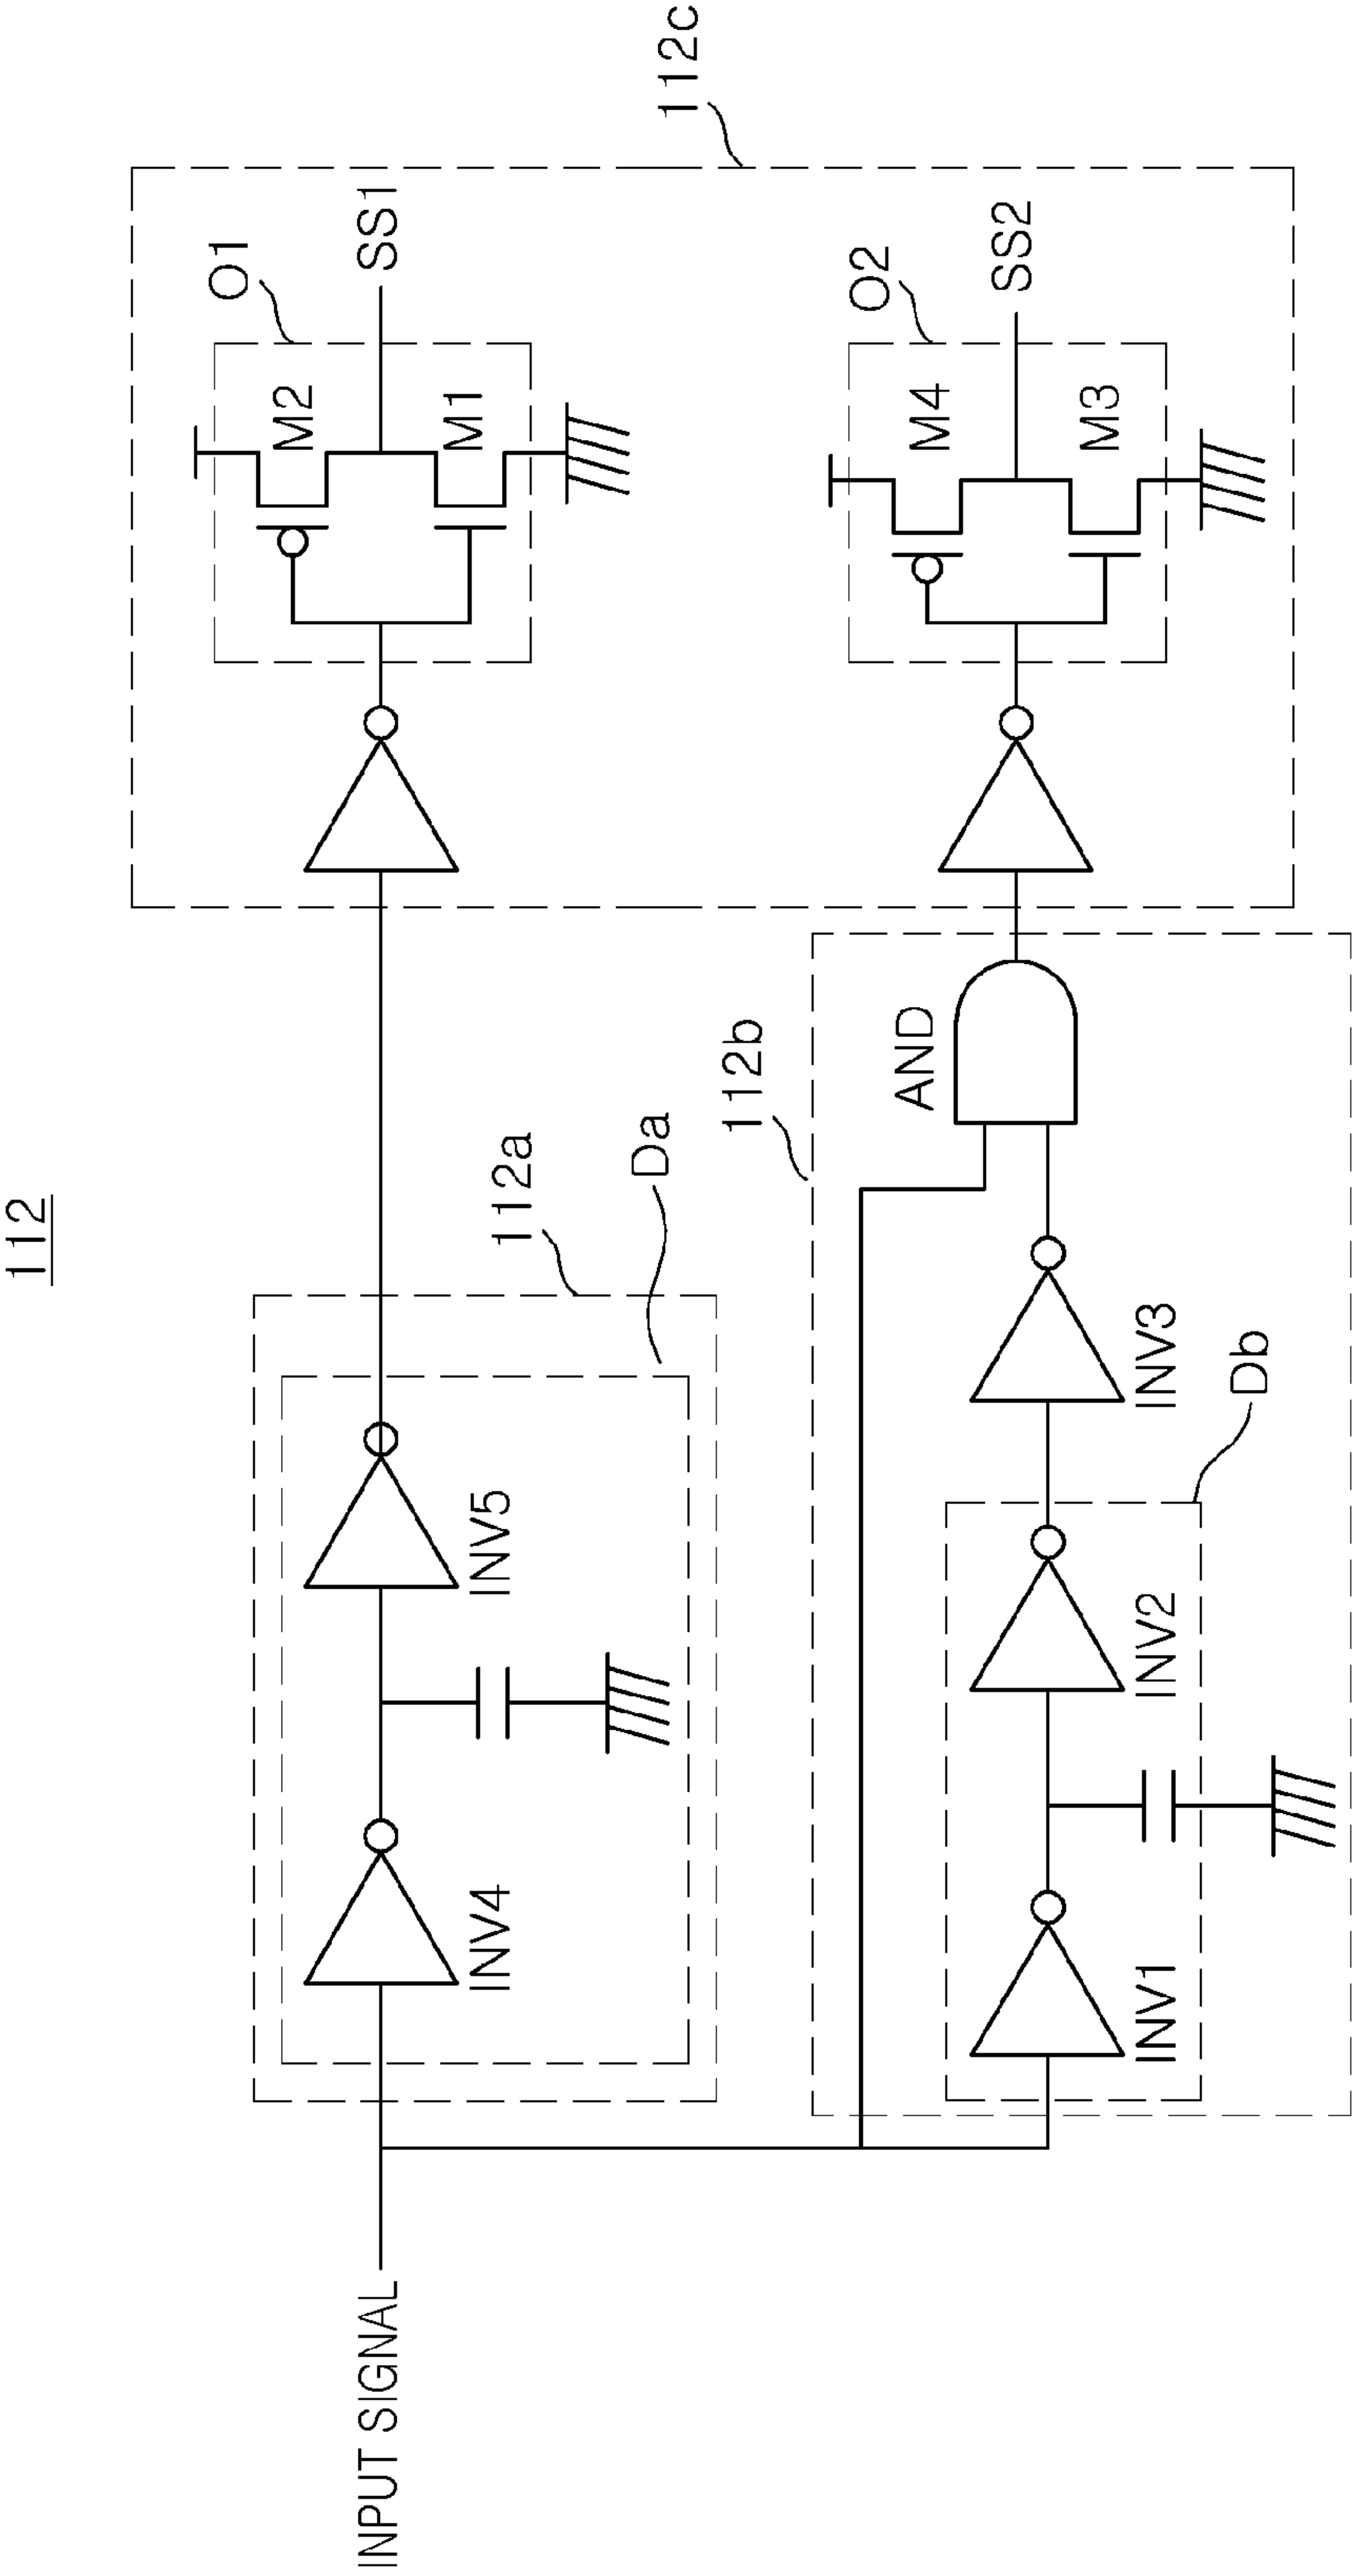 112
112c
O1
SS1
M2
M1
O2
SS2
M4
M3
112a
Da
112b
AND
INV4
INV5
INV1
INV2
INV3
Db
INPUT SIGNAL